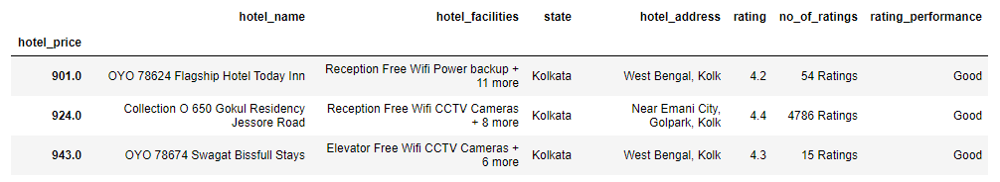 hotel_name hotel_facilities state hotel_address rating no_of_ratings rating_performance
hotel_price
901.0 OYO 78624 Flagship Hotel Today Inn Reception Free Wifi Power backup + 11 more Kolkata West Bengal, Kolk 4.2 54 Ratings Good
924.0 Collection O 650 Gokul Residency Jessore Road Reception Free Wifi CCTV Cameras + 8 more Kolkata Near Emani City, Golpark, Kolk 4.4 4786 Ratings Good
943.0 OYO 78674 Swagat Bissfull Stays Elevator Free Wifi CCTV Cameras + 6 more Kolkata West Bengal, Kolk 4.3 15 Ratings Good